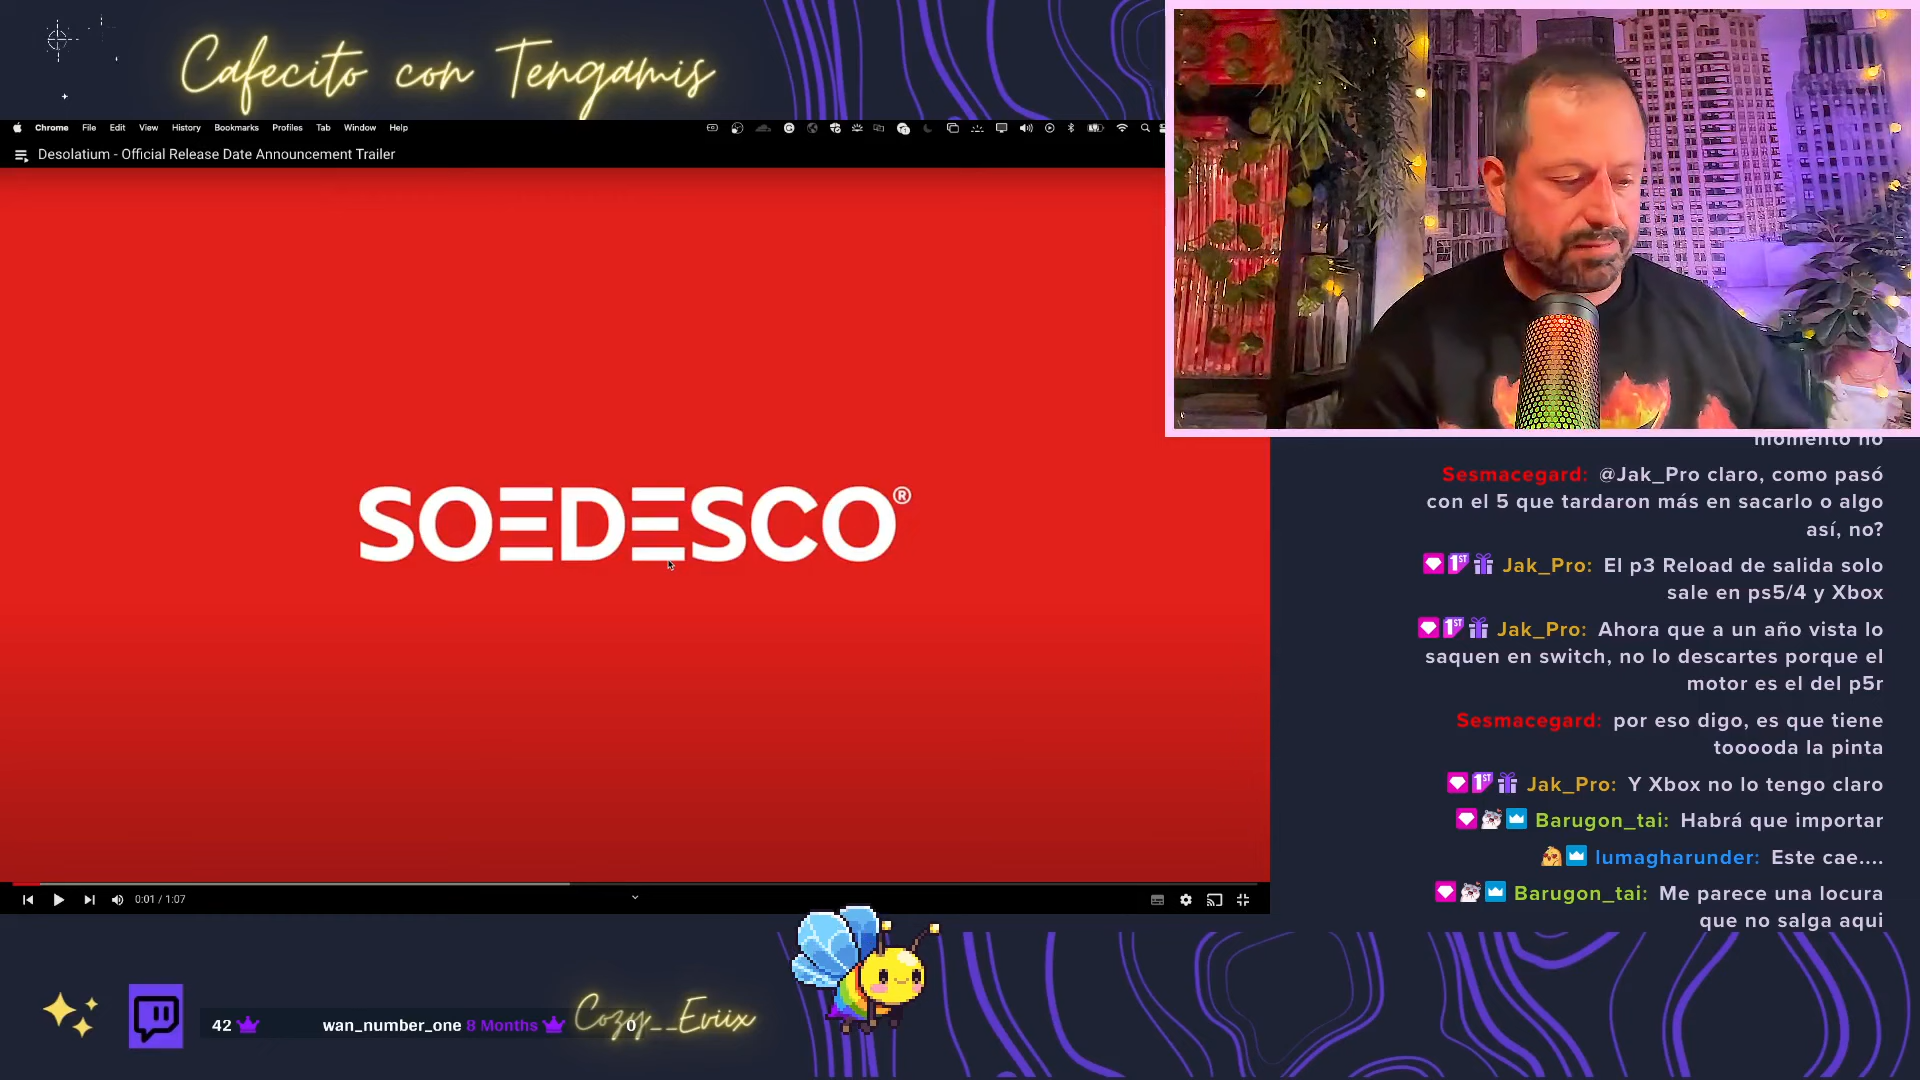 Cafecito con Tengamis
Chrome File Edit View History Bookmarks Profiles Tab Window Help
Desolatium - Official Release Date Announcement Trailer
SOEDESCO®
0:01 / 1:07
momento no
Sesmacegard: @Jak_Pro claro, como pasó
con el 5 que tardaron más en sacarlo o algo
así, no?
1ST Jak_Pro: El p3 Reload de salida solo
sale en ps5/4 y Xbox
1ST Jak_Pro: Ahora que a un año vista lo
saquen en switch, no lo descartes porque el
motor es el del p5r
Sesmacegard: por eso digo, es que tiene
tooooda la pinta
1ST Jak_Pro: Y Xbox no lo tengo claro
Barugon_tai: Habrá que importar
lumagharunder: Este cae....
Barugon_tai: Me parece una locura
que no salga aqui
42 wan_number_one 8 Months 0
Cozy__Eviix